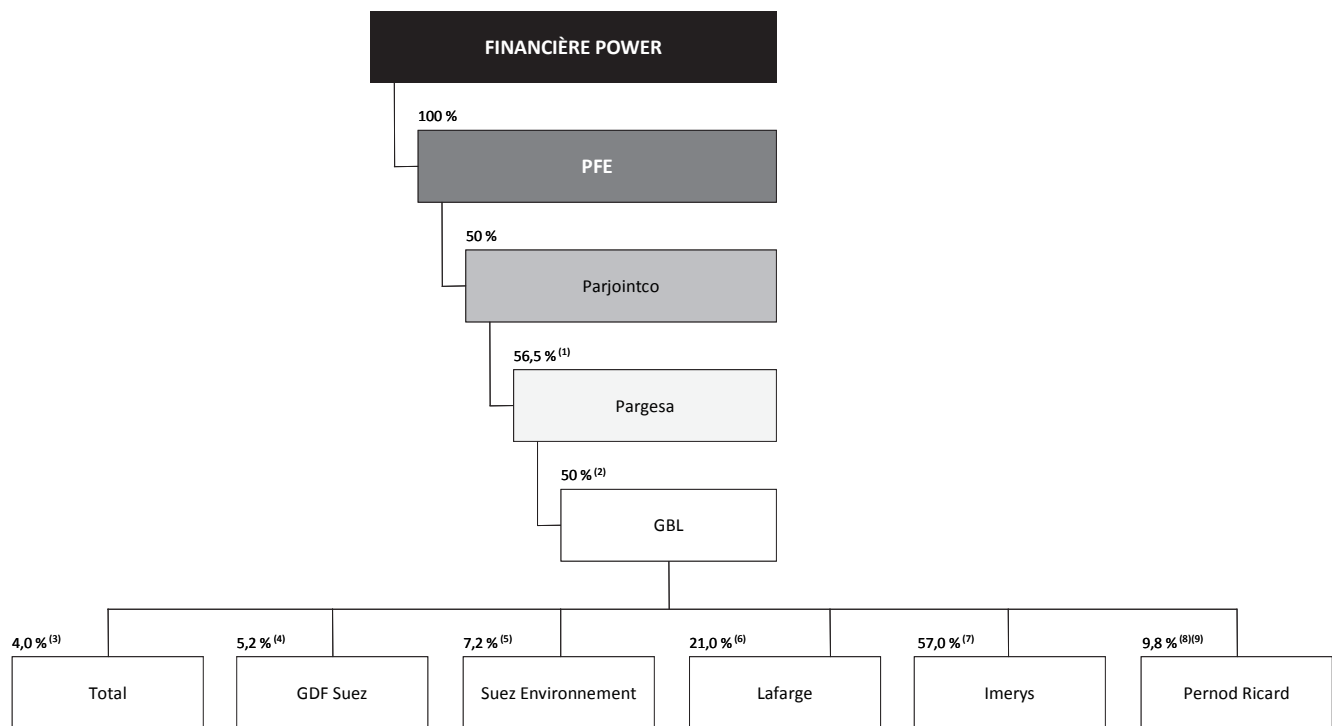 FINANCIÈRE POWER
100 %
PFE
50 %
Parjointco
56,5 % (1)
Pargesa
50 % (2)
GBL
4,0 % (3)
5,2 % (4)
7,2 % (5)
21,0 % (6)
57,0 % (7)
9,8 % (8)(9)
Total
GDF Suez
Suez Environnement
Lafarge
Imerys
Pernod Ricard